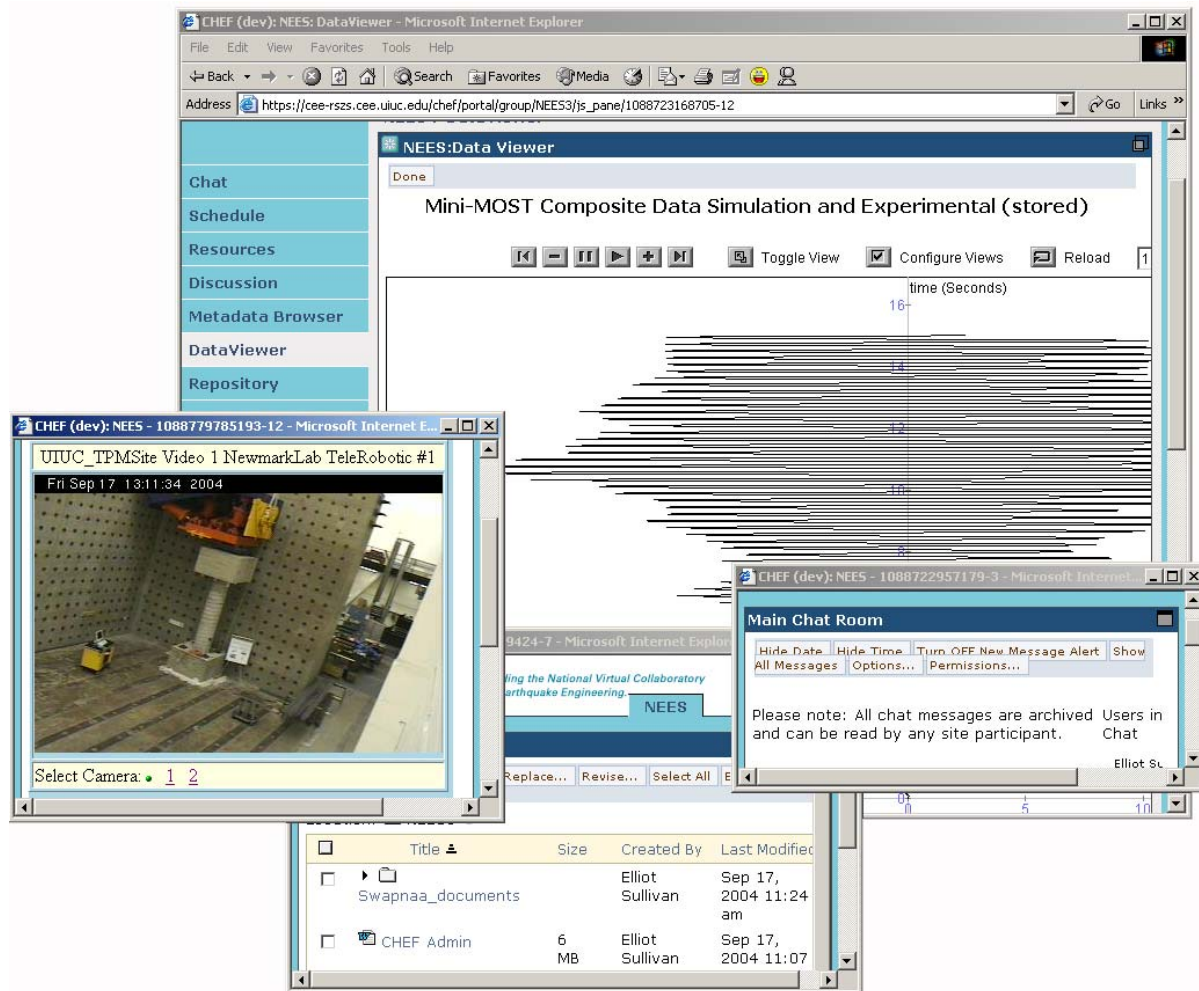 CHEF (dev): NEES: DataViewer - Microsoft Internet Explorer
File Edit View Favorites Tools Help
Back Search Favorites Media
Address https://cee-rszs.cee.uiuc.edu/chef/portal/group/NEES3/js_pane/1088723168705-12 Go Links »
NEES:Data Viewer
Done
Chat
Schedule
Resources
Discussion
Metadata Browser
DataViewer
Repository
Mini-MOST Composite Data Simulation and Experimental (stored)
Toggle View Configure Views Reload 1
time (Seconds)
16
14
12
10
8
0
0 5 10
CHEF (dev): NEES - 1088779785193-12 - Microsoft Internet E...
UIUC_TPMSite Video 1 NewmarkLab TeleRobotic #1
Fri Sep 17 13:11:34 2004
Select Camera: 1 2
CHEF (dev): NEES - 1088722957179-3 - Microsoft Internet...
Main Chat Room
Hide Date Hide Time Turn OFF New Message Alert Show
All Messages Options... Permissions...
Please note: All chat messages are archived
and can be read by any site participant.
Users in
Chat
Elliot
9424-7 - Microsoft Internet Explor
ing the National Virtual Collaboratory
arthquake Engineering.
NEES
Replace... Revise... Select All E
Title Size Created By Last Modified
Swapnaa_documents Elliot Sullivan Sep 17, 2004 11:24 am
CHEF Admin 6 MB Elliot Sullivan Sep 17, 2004 11:07